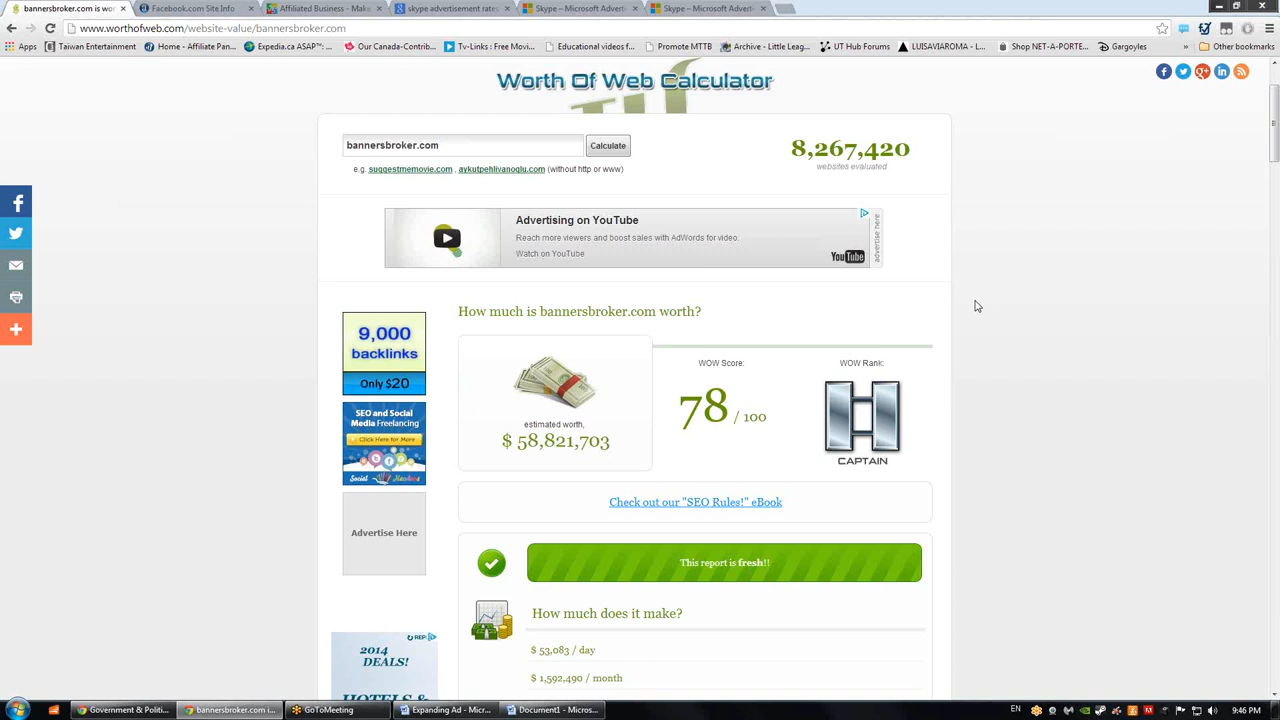 bannersbroker.com is wo
Facebook.com Site Info
Affiliated Business - Make
skype advertisement rates
Skype – Microsoft Adverti
Skype – Microsoft Adverti
www.worthofweb.com/website-value/bannersbroker.com
Apps
Taiwan Entertainment
Home - Affiliate Pan...
Expedia.ca ASAP™: ...
Our Canada-Contrib...
Tv-Links : Free Movi...
Educational videos f...
Promote MTTB
Archive - Little Leag...
UT Hub Forums
LUISAVIAROMA - L...
Shop NET-A-PORTE...
Gargoyles
»
Other bookmarks
Worth Of Web Calculator
bannersbroker.com
Calculate
8,267,420
websites evaluated
e.g. suggestmemovie.com , aykutpehlivanoglu.com (without http or www)
Advertising on YouTube
Reach more viewers and boost sales with AdWords for video.
Watch on YouTube
YouTube
advertise here
How much is bannersbroker.com worth?
9,000
backlinks
Only $20
WOW Score:
WOW Rank:
78 / 100
CAPTAIN
estimated worth,
$ 58,821,703
SEO and Social
Media Freelancing
Click Here for More
Social Hawkers
Check out our "SEO Rules!" eBook
Advertise Here
This report is fresh!!
How much does it make?
$ 53,083 / day
$ 1,592,490 / month
REP!
2014
DEALS!
HOTELS &
Government & Politi...
bannersbroker.com i...
GoToMeeting
Expanding Ad - Micr...
Document1 - Micros...
EN
9:46 PM